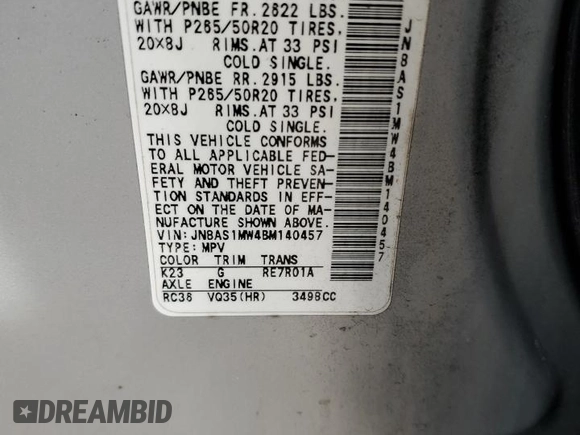 GAWR/PNBE FR. 2622 LBS.
WITH P265/50R20 TIRES,
20X8J RIMS. AT 33 PSI
COLD SINGLE.
GAWR/PNBE RR. 2915 LBS.
WITH P265/50R20 TIRES,
20X8J RIMS. AT 33 PSI
COLD SINGLE.
THIS VEHICLE CONFORMS
TO ALL APPLICABLE FED-
ERAL MOTOR VEHICLE SA-
FETY AND THEFT PREVEN-
TION STANDARDS IN EFF-
ECT ON THE DATE OF MA-
NUFACTURE SHOWN ABOVE.
VIN: JN8AS1MW4BM140457
TYPE: MPV
COLOR TRIM TRANS
K23 G RE7R01A
AXLE ENGINE
RC36 VQ35(HR) 3498CC
JN8AS1MW4BM140457
DREAMBID